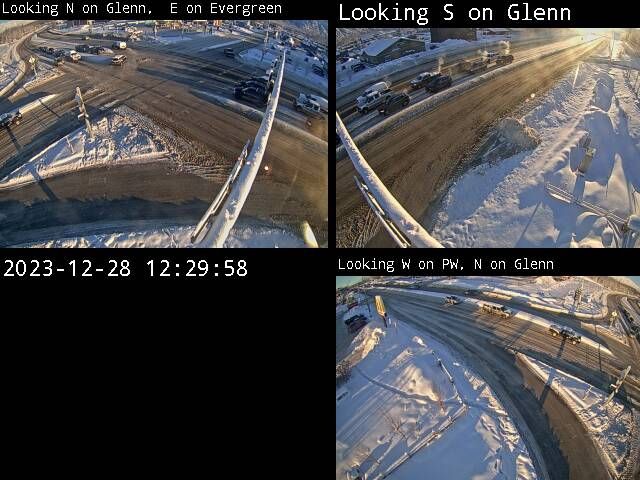 Looking N on Glenn, E on Evergreen
Looking S on Glenn
2023-12-28 12:29:58
Looking W on PW, N on Glenn